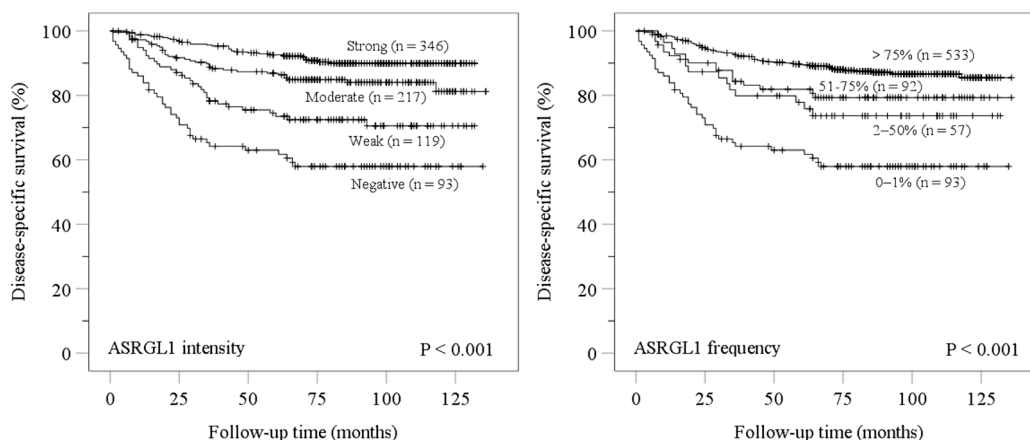 100
80
60
40
20
0
Disease-specific survival (%)
Strong (n = 346)
Moderate (n = 217)
Weak (n = 119)
Negative (n = 93)
ASRGL1 intensity
P < 0.001
0 25 50 75 100 125
Follow-up time (months)
100
80
60
40
20
0
Disease-specific survival (%)
> 75% (n = 533)
51-75% (n = 92)
2–50% (n = 57)
0–1% (n = 93)
ASRGL1 frequency
P < 0.001
0 25 50 75 100 125
Follow-up time (months)